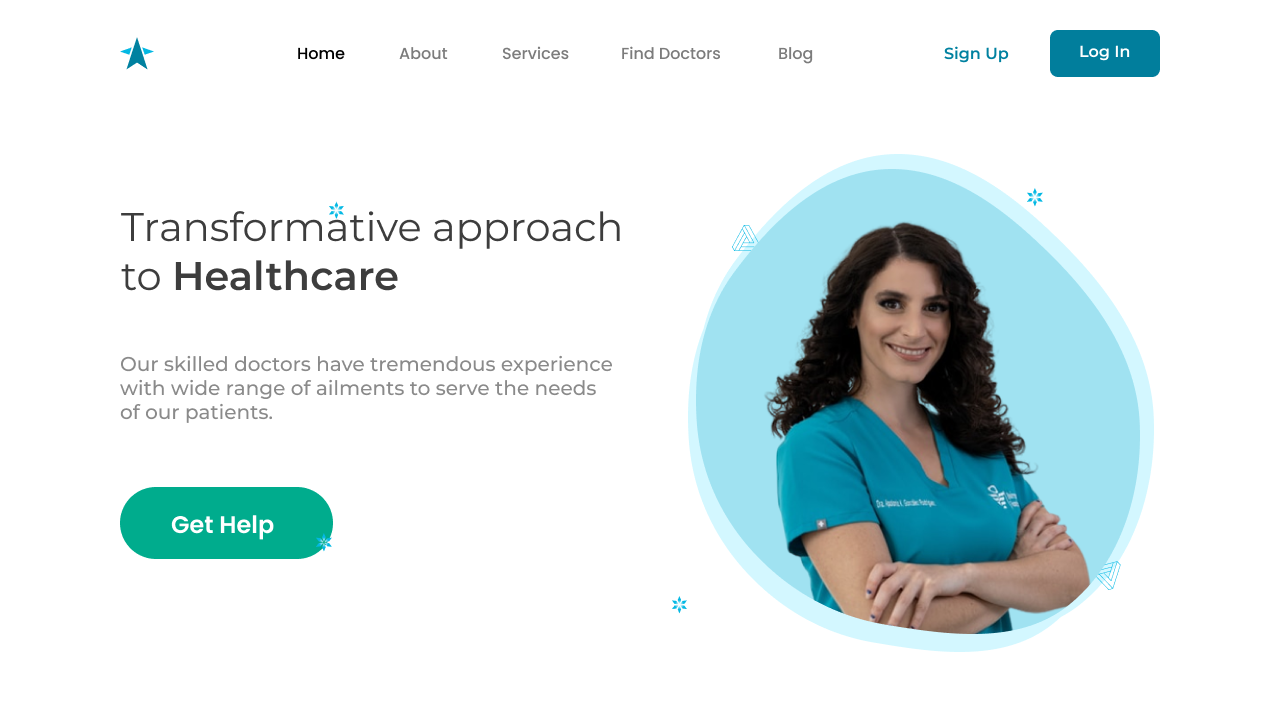 Home
About
Services
Find Doctors
Blog
Sign Up
Log In
Transformative approach
to Healthcare
Our skilled doctors have tremendous experience
with wide range of ailments to serve the needs
of our patients.
Get Help